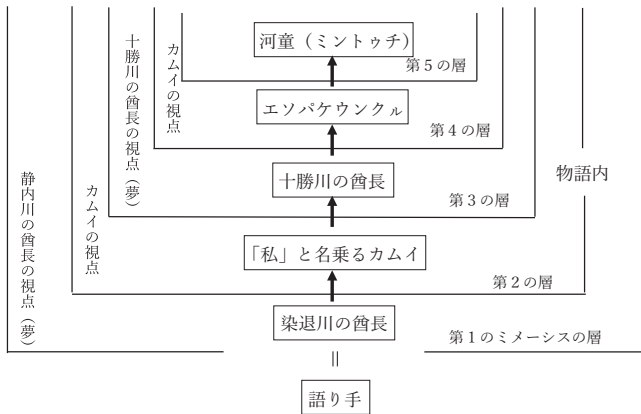 河童（ミントゥチ）
第５の層
エソパケウンクㇽ
第４の層
十勝川の酋長
第３の層
「私」と名乗るカムイ
第２の層
染退川の酋長
第１のミメーシスの層
＝
語り手
物語内
カムイの視点
十勝川の酋長の視点（夢）
カムイの視点
静内川の酋長の視点（夢）